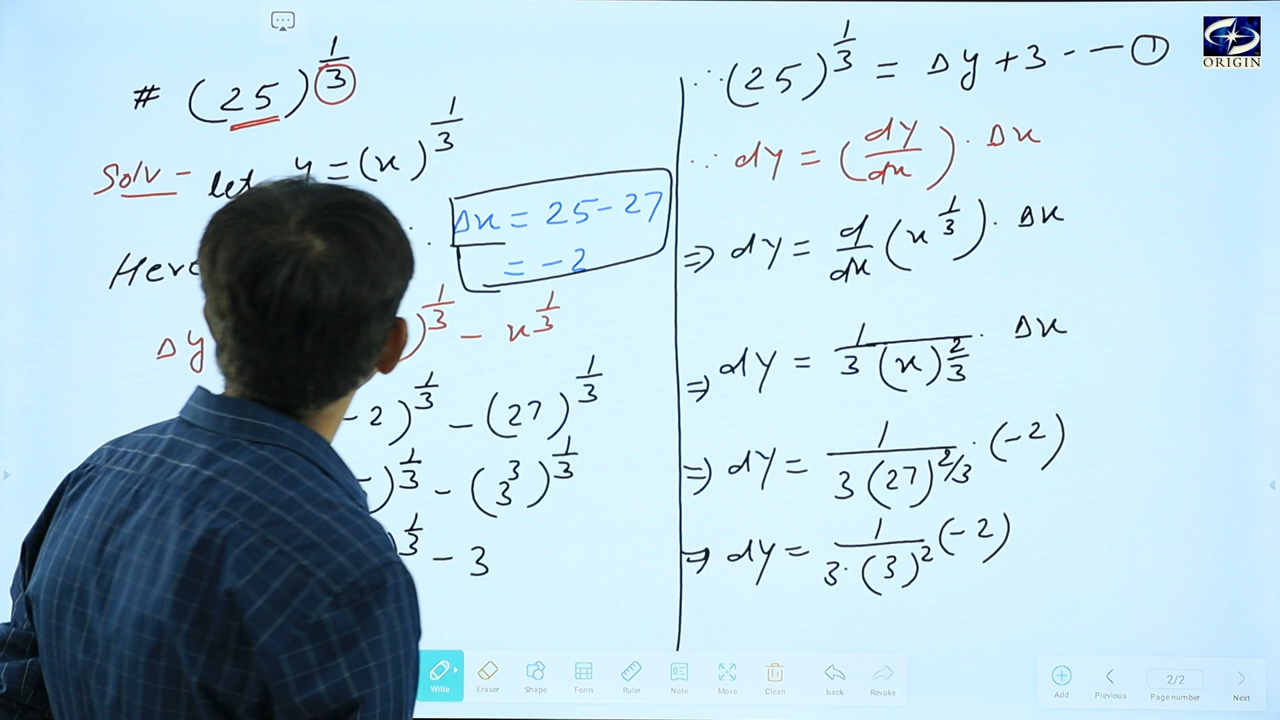 # (25)^{1/3}
Solv - let y = (x)^{1/3}
Δx = 25 - 27
= -2
Here
Δy )^{1/3} - x^{1/3}
- 2)^{1/3} - (27)^{1/3}
)^{1/3} - (3^3)^{1/3}
)^{1/3} - 3
∴ (25)^{1/3} = Δy + 3 - - - ①
∵ dy = (dy/dx) · Δx
⇒ dy = d/dx (x^{1/3}) · Δx
⇒ dy = 1/3(x)^{2/3} · Δx
⇒ dy = 1/3(27)^{2/3} · (-2)
⇒ dy = 1/3·(3)^2 (-2)
ORIGIN
Write Eraser Shape Form Ruler Note Move Clean back Revoke
Add Previous 2/2 Page number Next